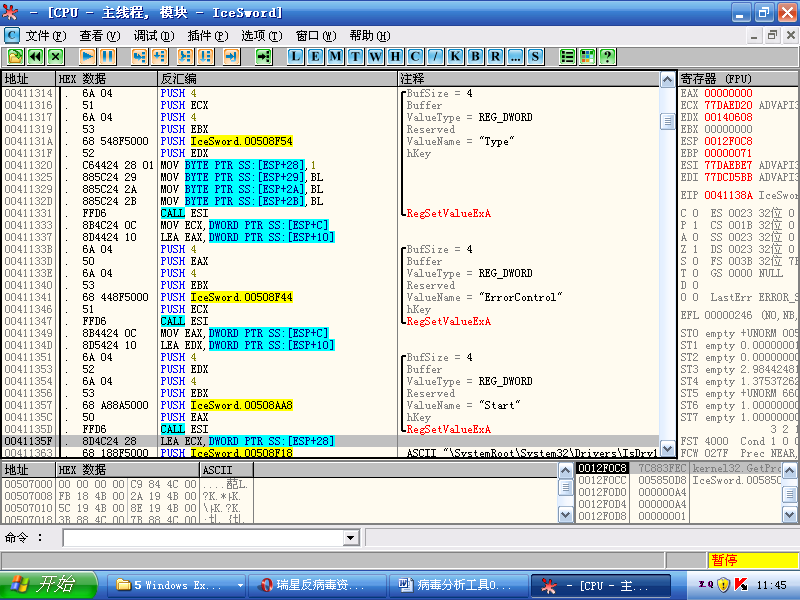 - [CPU - 主线程, 模块 - IceSword]
C 文件(F) 查看(V) 调试(D) 插件(P) 选项(T) 窗口(W) 帮助(H)
L E M T W H C / K B R ... S ?
地址 HEX 数据 反汇编 注释 寄存器 (FPU)
00411314 . 6A 04 PUSH 4 BufSize = 4
00411316 . 51 PUSH ECX Buffer
00411317 . 6A 04 PUSH 4 ValueType = REG_DWORD
00411319 . 53 PUSH EBX Reserved
0041131A . 68 548F5000 PUSH IceSword.00508F54 ValueName = "Type"
0041131F . 52 PUSH EDX hKey
00411320 . C64424 28 01 MOV BYTE PTR SS:[ESP+28],1
00411325 . 885C24 29 MOV BYTE PTR SS:[ESP+29],BL
00411329 . 885C24 2A MOV BYTE PTR SS:[ESP+2A],BL
0041132D . 885C24 2B MOV BYTE PTR SS:[ESP+2B],BL
00411331 . FFD6 CALL ESI RegSetValueExA
00411333 . 8B4C24 0C MOV ECX,DWORD PTR SS:[ESP+C]
00411337 . 8D4424 10 LEA EAX,DWORD PTR SS:[ESP+10]
0041133B . 6A 04 PUSH 4 BufSize = 4
0041133D . 50 PUSH EAX Buffer
0041133E . 6A 04 PUSH 4 ValueType = REG_DWORD
00411340 . 53 PUSH EBX Reserved
00411341 . 68 448F5000 PUSH IceSword.00508F44 ValueName = "ErrorControl"
00411346 . 51 PUSH ECX hKey
00411347 . FFD6 CALL ESI RegSetValueExA
00411349 . 8B4424 0C MOV EAX,DWORD PTR SS:[ESP+C]
0041134D . 8D5424 10 LEA EDX,DWORD PTR SS:[ESP+10]
00411351 . 6A 04 PUSH 4 BufSize = 4
00411353 . 52 PUSH EDX Buffer
00411354 . 6A 04 PUSH 4 ValueType = REG_DWORD
00411356 . 53 PUSH EBX Reserved
00411357 . 68 A88A5000 PUSH IceSword.00508AA8 ValueName = "Start"
0041135C . 50 PUSH EAX hKey
0041135D . FFD6 CALL ESI RegSetValueExA
0041135F . 8D4C24 28 LEA ECX,DWORD PTR SS:[ESP+28]
00411363 . 68 188F5000 PUSH IceSword.00508F18 ASCII "\SystemRoot\System32\Drivers\IsDrv1
EAX 00000000
ECX 77DAED20 ADVAPI3
EDX 00140608
EBX 00000000
ESP 0012F0C8
EBP 00000071
ESI 77DAEBE7 ADVAPI3
EDI 77DCD5BB ADVAPI3
EIP 0041138A IceSwor
C 0 ES 0023 32位 0
P 1 CS 001B 32位 0
A 0 SS 0023 32位 0
Z 1 DS 0023 32位 0
S 0 FS 003B 32位 7
T 0 GS 0000 NULL
D 0
O 0 LastErr ERROR_S
EFL 00000246 (NO,NB,
ST0 empty +UNORM 005
ST1 empty 0.0000000
ST2 empty 0.0000000
ST3 empty 2.9844248
ST4 empty 1.3753726
ST5 empty +UNORM 66
ST6 empty 1.0000000
ST7 empty 1.0000000
3 2 1
FST 4000 Cond 1 0 0
FCW 027F Prec NEAR,
地址 HEX 数据 ASCII
00507000 00 00 00 00 C9 84 4C 00
00507008 FB 18 4B 00 2A 19 4B 00
00507010 5C 19 4B 00 8E 19 4B 00
00507018 3B 88 4C 00 7B 88 4C 00
0012F0C8 7C883FEC kernel32.GetPro
0012F0CC 005850D8 IceSword.00585
0012F0D0 000000A4
0012F0D4 000000A4
0012F0D8 00000001
命令 :
暂停
开始 5 Windows Ex... 瑞星反病毒资... 病毒分析工具0... - [CPU - 主... 11:45